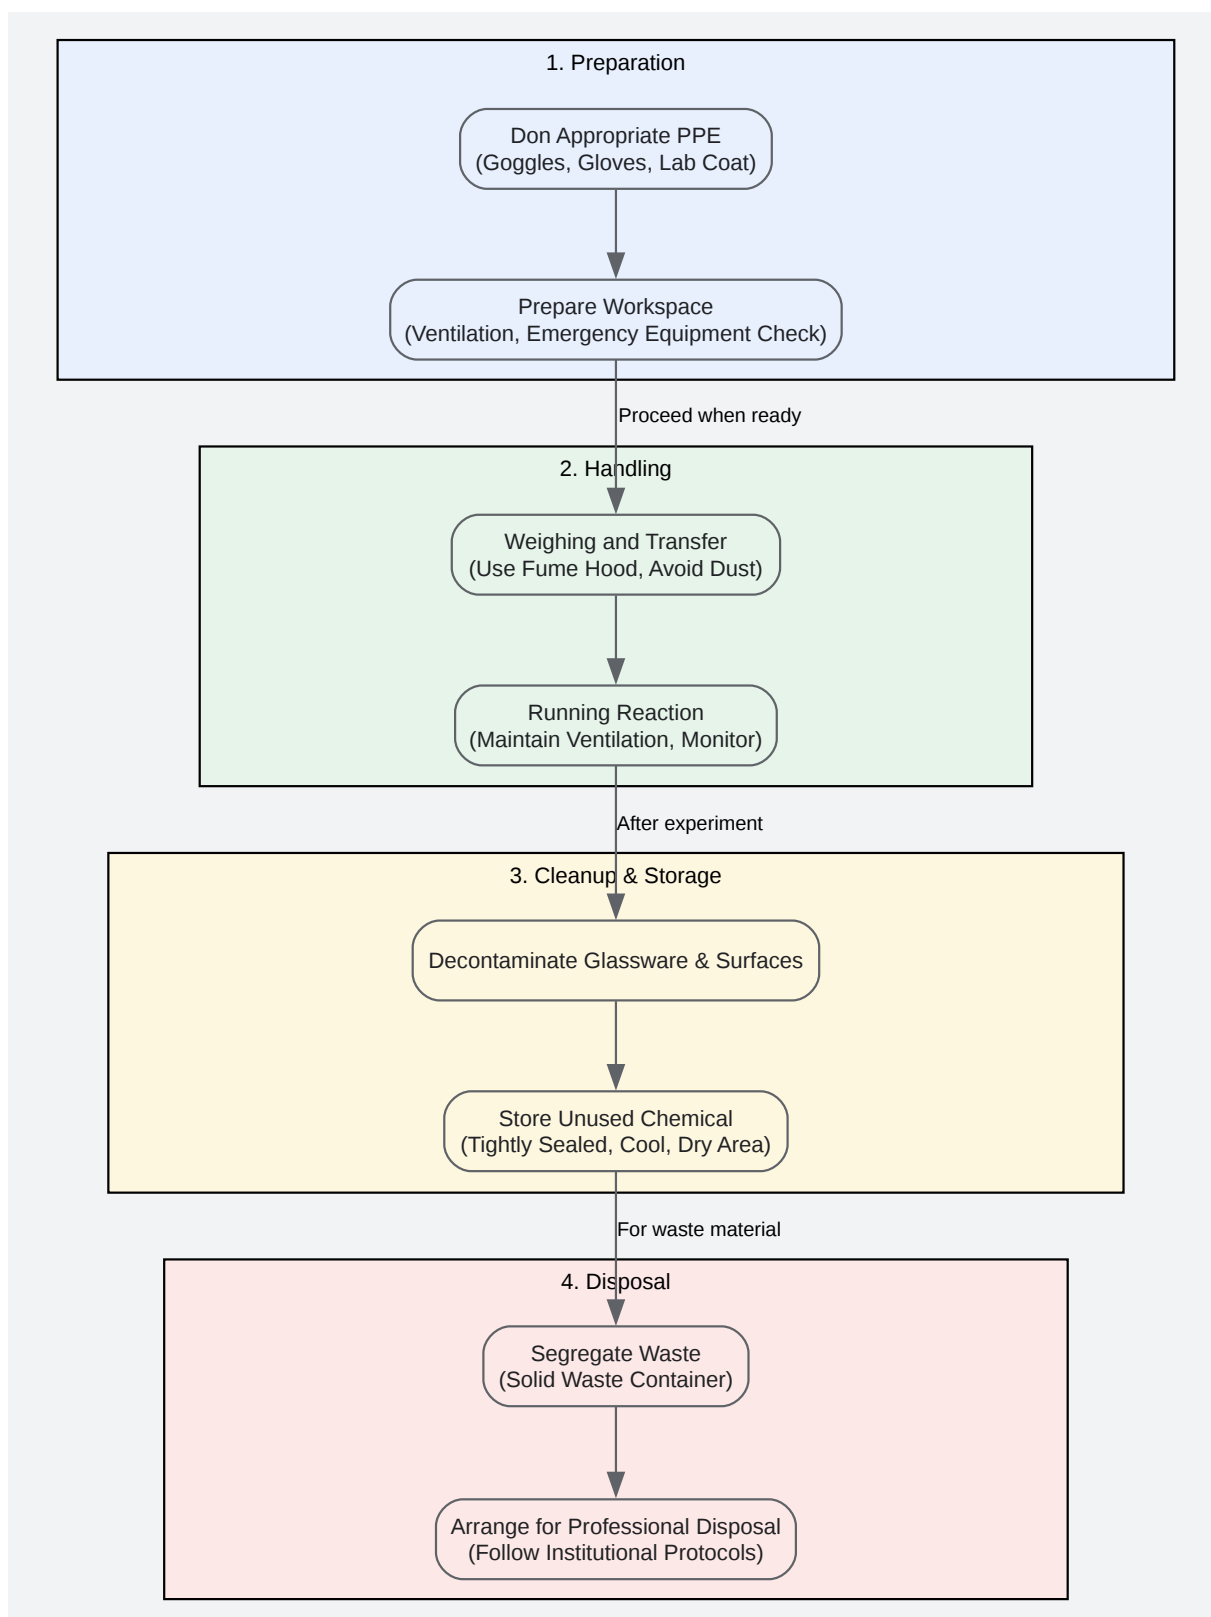 1. Preparation
Don Appropriate PPE
(Goggles, Gloves, Lab Coat)
Prepare Workspace
(Ventilation, Emergency Equipment Check)
Proceed when ready
2. Handling
Weighing and Transfer
(Use Fume Hood, Avoid Dust)
Running Reaction
(Maintain Ventilation, Monitor)
After experiment
3. Cleanup & Storage
Decontaminate Glassware & Surfaces
Store Unused Chemical
(Tightly Sealed, Cool, Dry Area)
For waste material
4. Disposal
Segregate Waste
(Solid Waste Container)
Arrange for Professional Disposal
(Follow Institutional Protocols)